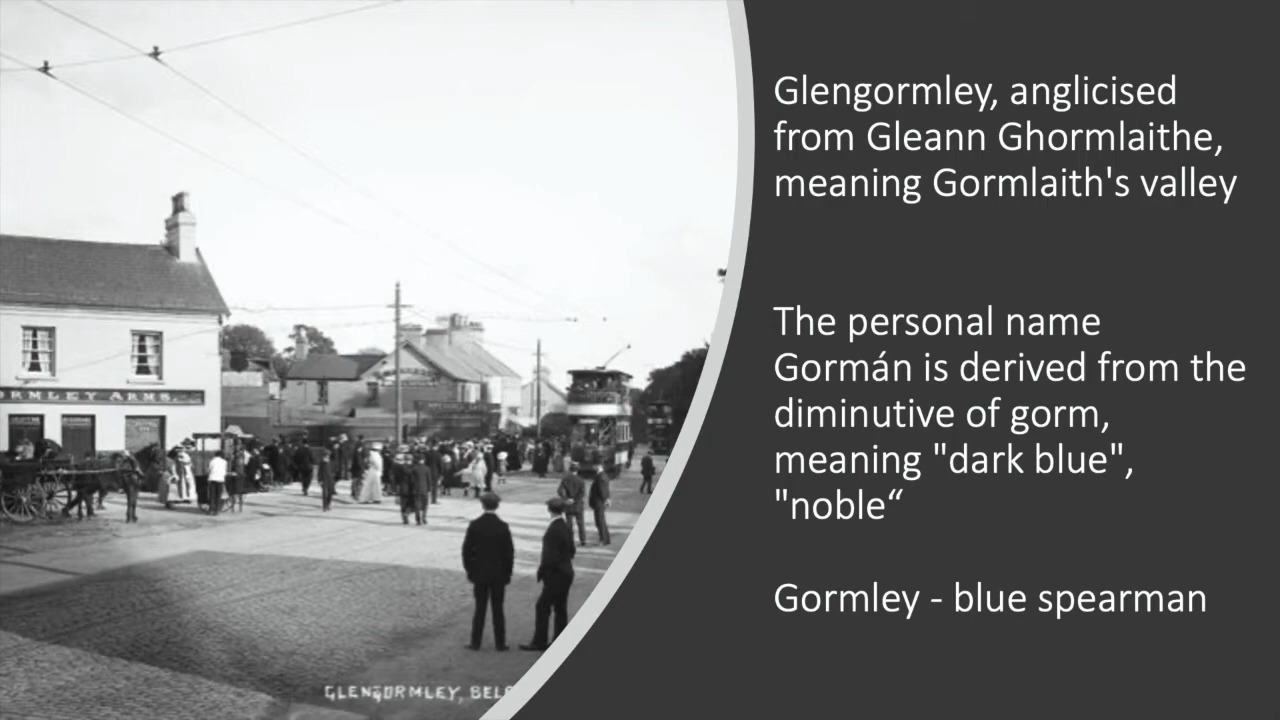 Glengormley, anglicised
from Gleann Ghormlaithe,
meaning Gormlaith's valley
The personal name
Gormán is derived from the
diminutive of gorm,
meaning "dark blue",
"noble“
Gormley - blue spearman
ORMLEY ARMS.
GLENGORMLEY, BEL